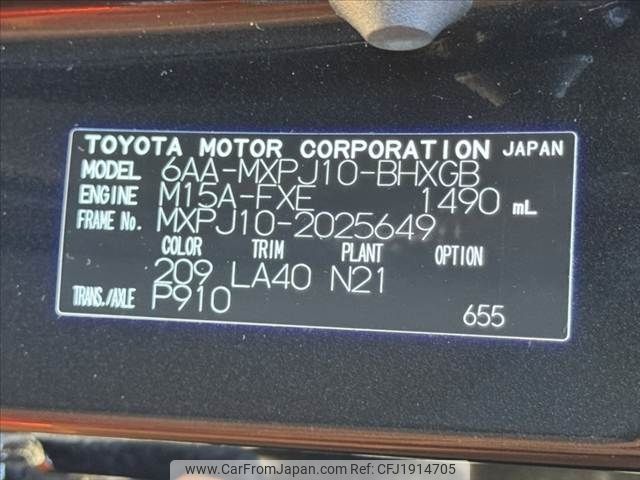 TOYOTA MOTOR CORPORATION JAPAN
MODEL 6AA-MXPJ10-BHXGB
ENGINE M15A-FXE 1490 mL
FRAME No. MXPJ10-2025649
COLOR TRIM PLANT OPTION
209 LA40 N21
TRANS./AXLE P910
655
www.CarFromJapan.com | Ref No: CFJ1914705